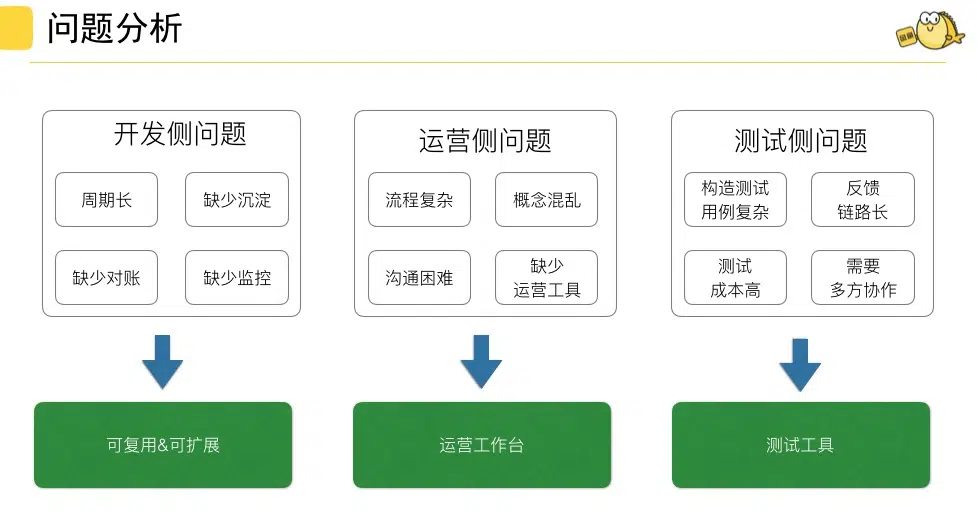 问题分析
开发侧问题
周期长
缺少沉淀
缺少对账
缺少监控
运营侧问题
流程复杂
概念混乱
沟通困难
缺少
运营工具
测试侧问题
构造测试
用例复杂
反馈
链路长
测试
成本高
需要
多方协作
可复用&可扩展
运营工作台
测试工具